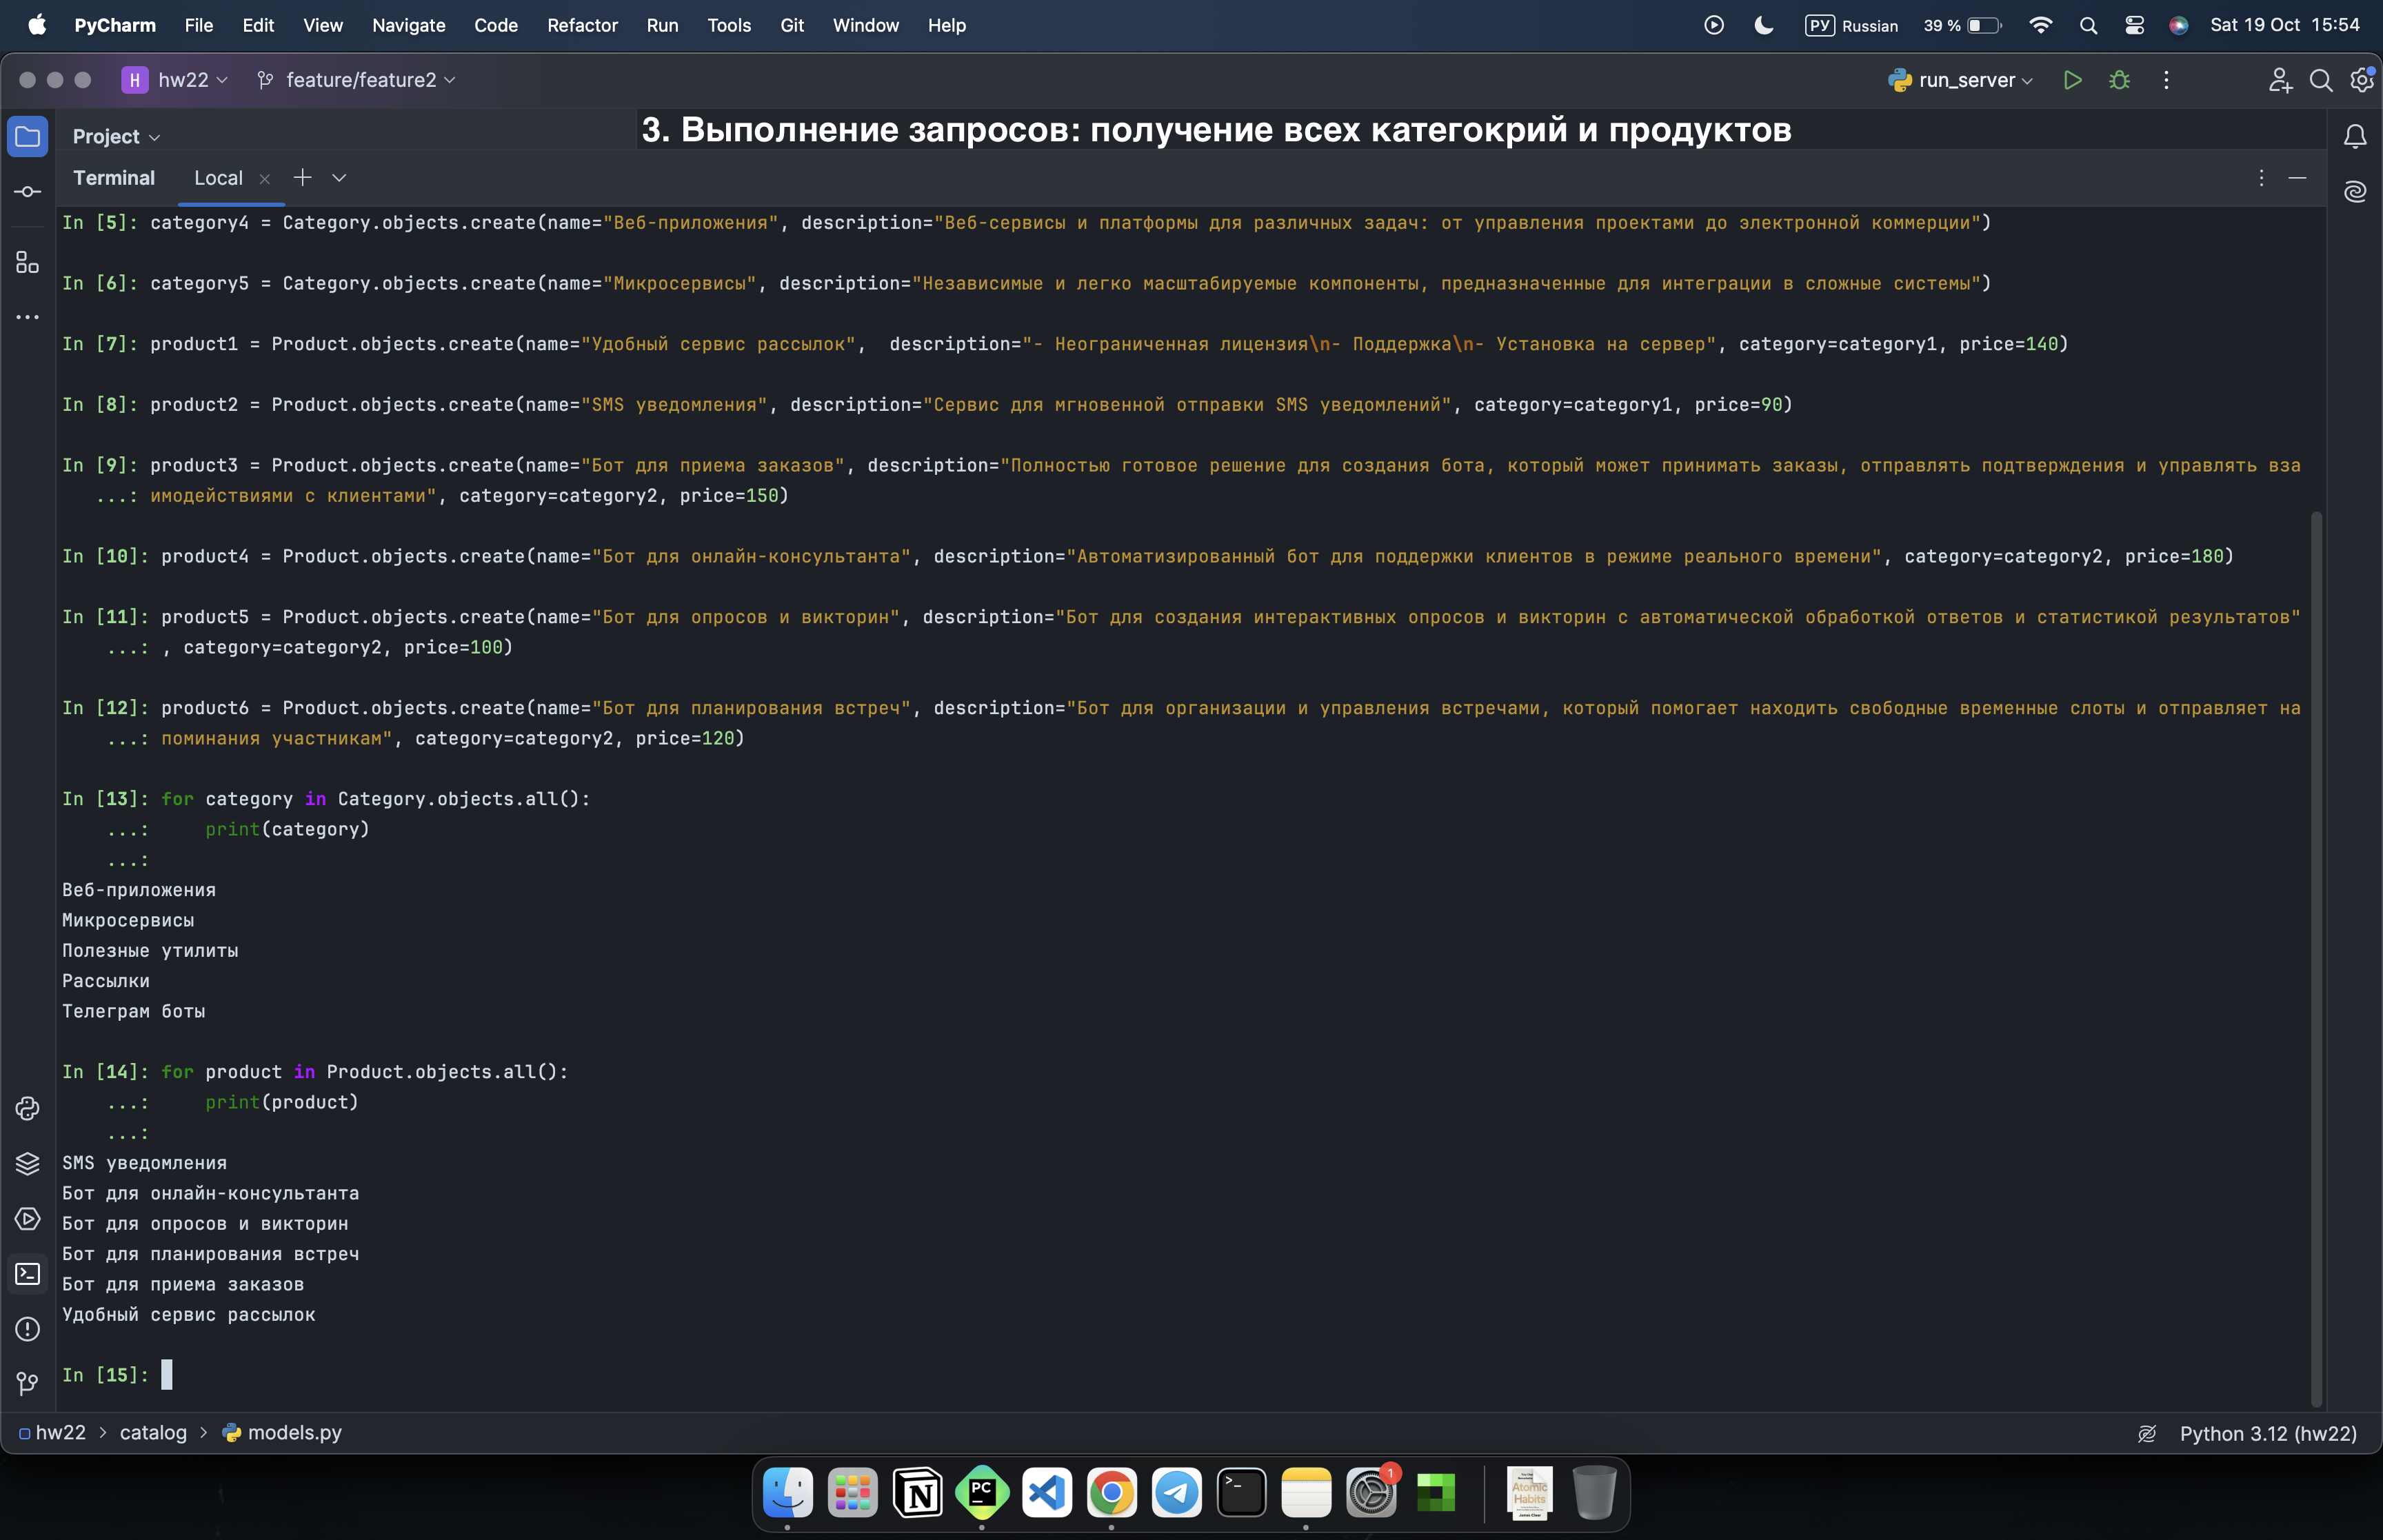 PyCharm File Edit View Navigate Code Refactor Run Tools Git Window Help РУ Russian 39 % Sat 19 Oct 15:54
H hw22 feature/feature2 run_server
Project
3. Выполнение запросов: получение всех категокрий и продуктов
Terminal Local
In [5]: category4 = Category.objects.create(name="Веб-приложения", description="Веб-сервисы и платформы для различных задач: от управления проектами до электронной коммерции")
In [6]: category5 = Category.objects.create(name="Микросервисы", description="Независимые и легко масштабируемые компоненты, предназначенные для интеграции в сложные системы")
In [7]: product1 = Product.objects.create(name="Удобный сервис рассылок",  description="- Неограниченная лицензия\n- Поддержка\n- Установка на сервер", category=category1, price=140)
In [8]: product2 = Product.objects.create(name="SMS уведомления", description="Сервис для мгновенной отправки SMS уведомлений", category=category1, price=90)
In [9]: product3 = Product.objects.create(name="Бот для приема заказов", description="Полностью готовое решение для создания бота, который может принимать заказы, отправлять подтверждения и управлять вза
...: имодействиями с клиентами", category=category2, price=150)
In [10]: product4 = Product.objects.create(name="Бот для онлайн-консультанта", description="Автоматизированный бот для поддержки клиентов в режиме реального времени", category=category2, price=180)
In [11]: product5 = Product.objects.create(name="Бот для опросов и викторин", description="Бот для создания интерактивных опросов и викторин с автоматической обработкой ответов и статистикой результатов"
...: , category=category2, price=100)
In [12]: product6 = Product.objects.create(name="Бот для планирования встреч", description="Бот для организации и управления встречами, который помогает находить свободные временные слоты и отправляет на
...: поминания участникам", category=category2, price=120)
In [13]: for category in Category.objects.all():
...:     print(category)
...:
Веб-приложения
Микросервисы
Полезные утилиты
Рассылки
Телеграм боты
In [14]: for product in Product.objects.all():
...:     print(product)
...:
SMS уведомления
Бот для онлайн-консультанта
Бот для опросов и викторин
Бот для планирования встреч
Бот для приема заказов
Удобный сервис рассылок
In [15]:
hw22 > catalog > models.py Python 3.12 (hw22)
PC
1
Atomic
Habits